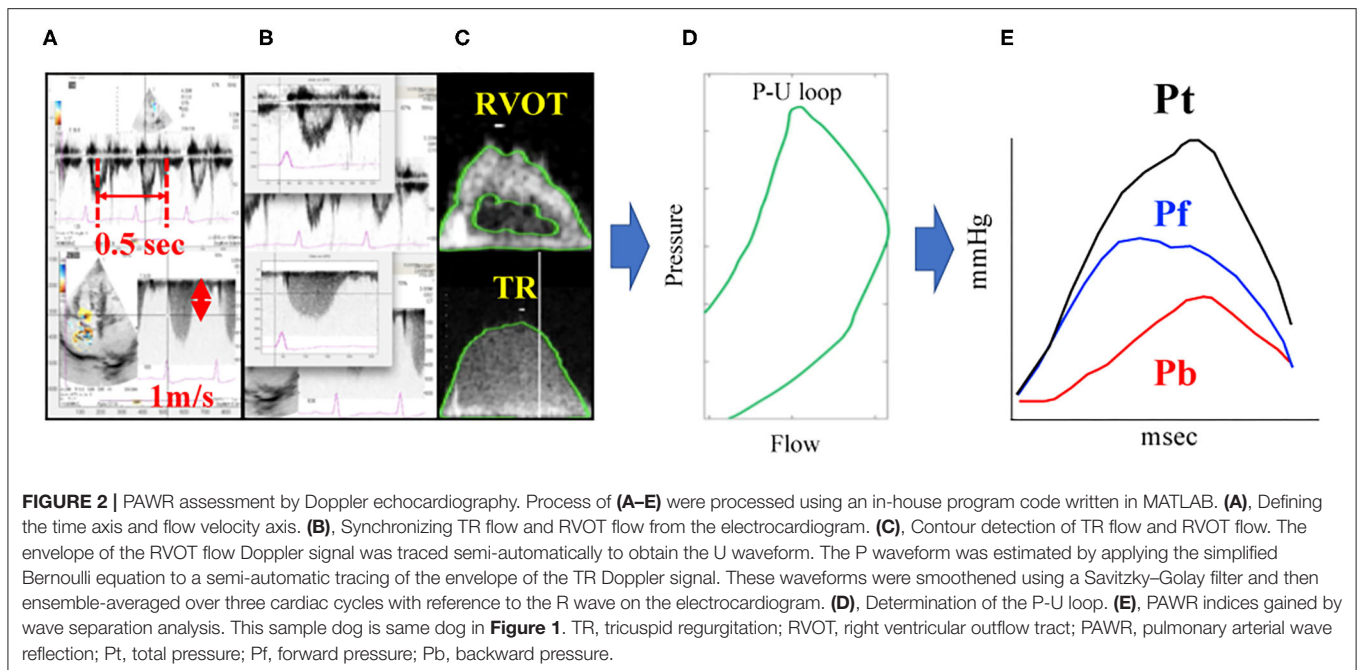 A
B
C
D
E
0.5 sec
1m/s
RVOT
TR
P-U loop
Pressure
Flow
Pt
Pf
Pb
mmHg
msec
FIGURE 2 | PAWR assessment by Doppler echocardiography. Process of (A–E) were processed using an in-house program code written in MATLAB. (A), Defining
the time axis and flow velocity axis. (B), Synchronizing TR flow and RVOT flow from the electrocardiogram. (C), Contour detection of TR flow and RVOT flow. The
envelope of the RVOT flow Doppler signal was traced semi-automatically to obtain the U waveform. The P waveform was estimated by applying the simplified
Bernoulli equation to a semi-automatic tracing of the envelope of the TR Doppler signal. These waveforms were smoothened using a Savitzky–Golay filter and then
ensemble-averaged over three cardiac cycles with reference to the R wave on the electrocardiogram. (D), Determination of the P-U loop. (E), PAWR indices gained by
wave separation analysis. This sample dog is same dog in Figure 1. TR, tricuspid regurgitation; RVOT, right ventricular outflow tract; PAWR, pulmonary arterial wave
reflection; Pt, total pressure; Pf, forward pressure; Pb, backward pressure.